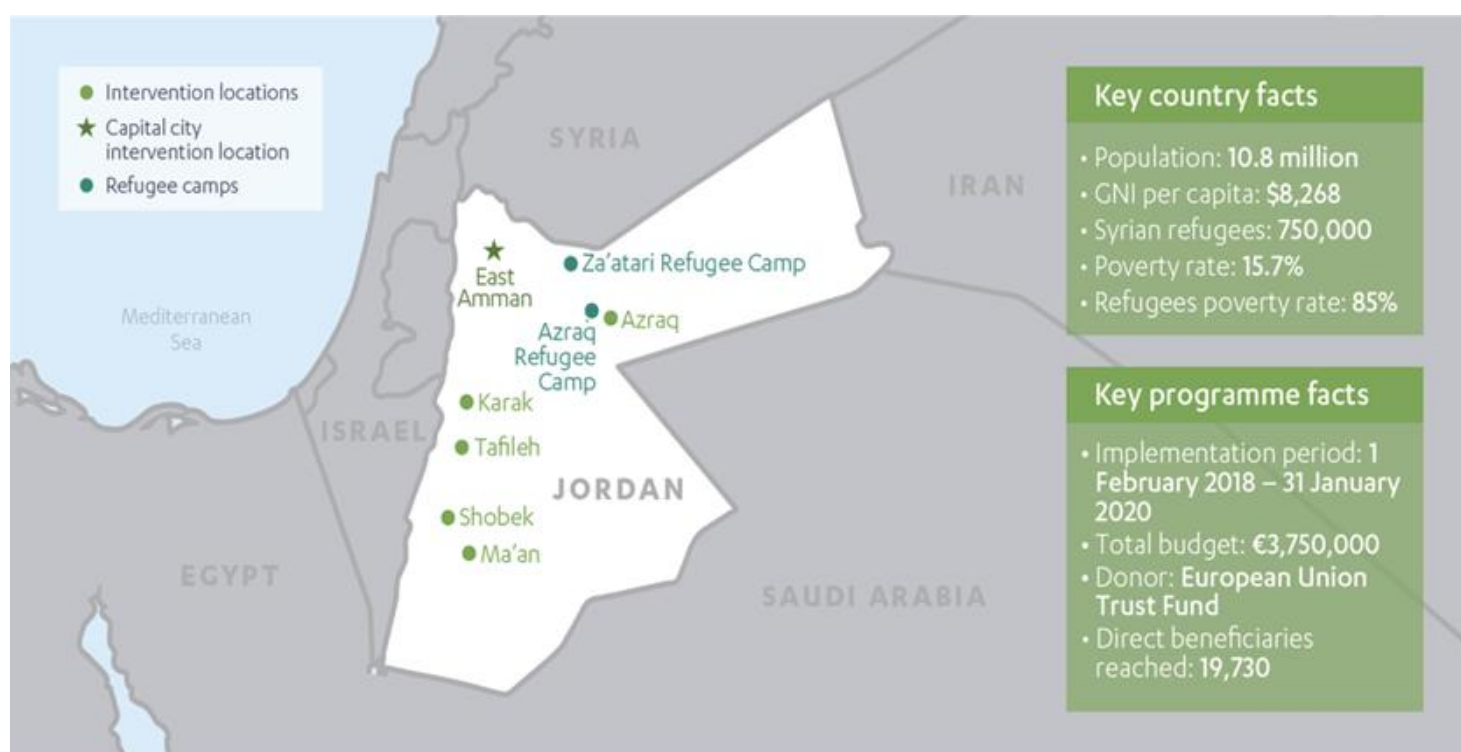 Intervention locations
Capital city
intervention location
Refugee camps
SYRIA
IRAN
East
Amman
Za'atari Refugee Camp
Azraq
Azraq
Refugee
Camp
Mediterranean
Sea
Karak
ISRAEL
Tafileh
JORDAN
Shobek
Ma'an
EGYPT
SAUDI ARABIA
Key country facts
• Population: 10.8 million
• GNI per capita: $8,268
• Syrian refugees: 750,000
• Poverty rate: 15.7%
• Refugees poverty rate: 85%
Key programme facts
• Implementation period: 1
February 2018 – 31 January
2020
• Total budget: €3,750,000
• Donor: European Union
Trust Fund
• Direct beneficiaries
reached: 19,730